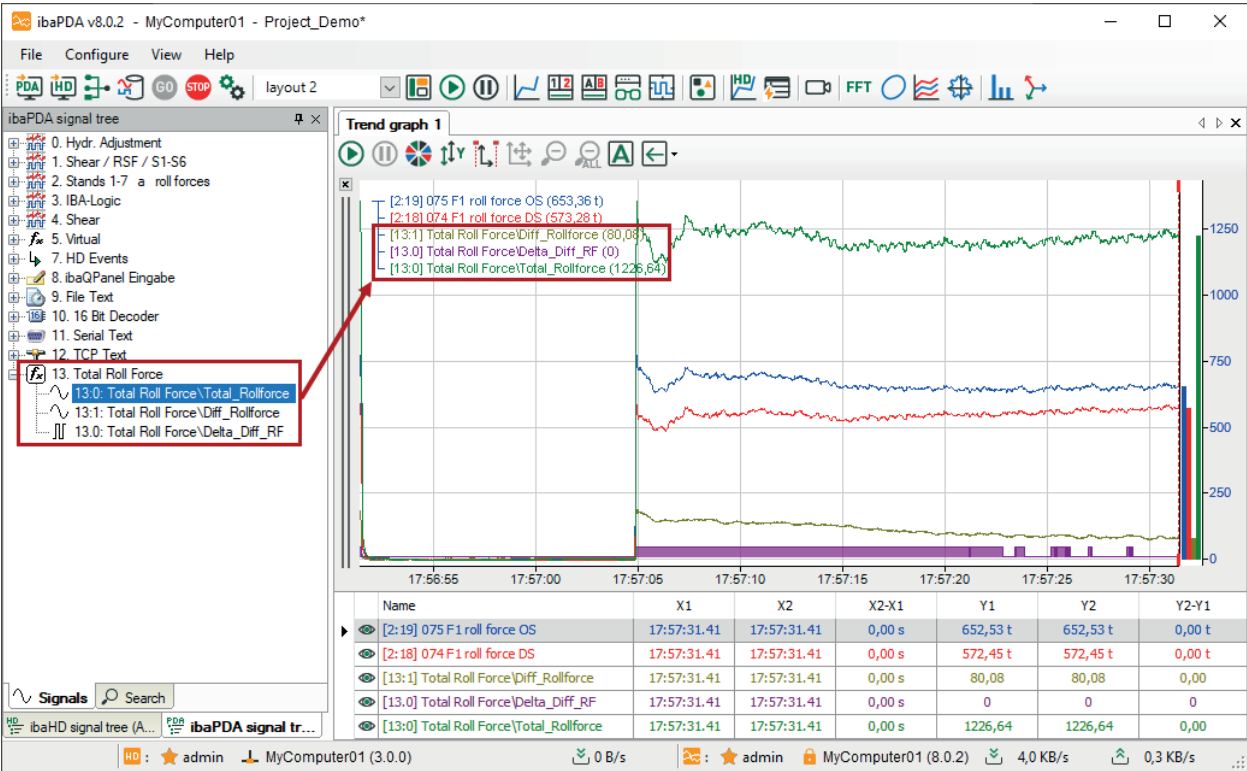 ibaPDA v8.0.2 - MyComputer01 - Project_Demo*
File Configure View Help
PDA HD GO STOP layout 2 1 2 A B HD FFT
ibaPDA signal tree
0. Hydr. Adjustment
1. Shear / RSF / S1-S6
2. Stands 1-7 a roll forces
3. IBA-Logic
4. Shear
5. Virtual
7. HD Events
8. ibaQPanel Eingabe
9. File Text
10. 16 Bit Decoder
11. Serial Text
12. TCP Text
13. Total Roll Force
13:0: Total Roll Force\Total_Rollforce
13:1: Total Roll Force\Diff_Rollforce
13.0: Total Roll Force\Delta_Diff_RF
Signals Search
ibaHD signal tree (A... ibaPDA signal tr...
Trend graph 1
Y ALL A
[2:19] 075 F1 roll force OS (653,36 t)
[2:18] 074 F1 roll force DS (573,28 t)
[13:1] Total Roll Force\Diff_Rollforce (80,08)
[13.0] Total Roll Force\Delta_Diff_RF (0)
[13:0] Total Roll Force\Total_Rollforce (1226,64)
1250
1000
750
500
250
0
17:56:55 17:57:00 17:57:05 17:57:10 17:57:15 17:57:20 17:57:25 17:57:30
Name X1 X2 X2-X1 Y1 Y2 Y2-Y1
[2:19] 075 F1 roll force OS 17:57:31.41 17:57:31.41 0,00 s 652,53 t 652,53 t 0,00 t
[2:18] 074 F1 roll force DS 17:57:31.41 17:57:31.41 0,00 s 572,45 t 572,45 t 0,00 t
[13:1] Total Roll Force\Diff_Rollforce 17:57:31.41 17:57:31.41 0,00 s 80,08 80,08 0,00
[13.0] Total Roll Force\Delta_Diff_RF 17:57:31.41 17:57:31.41 0,00 s 0 0 0
[13:0] Total Roll Force\Total_Rollforce 17:57:31.41 17:57:31.41 0,00 s 1226,64 1226,64 0,00
HD : admin MyComputer01 (3.0.0) 0 B/s : admin MyComputer01 (8.0.2) 4,0 KB/s 0,3 KB/s